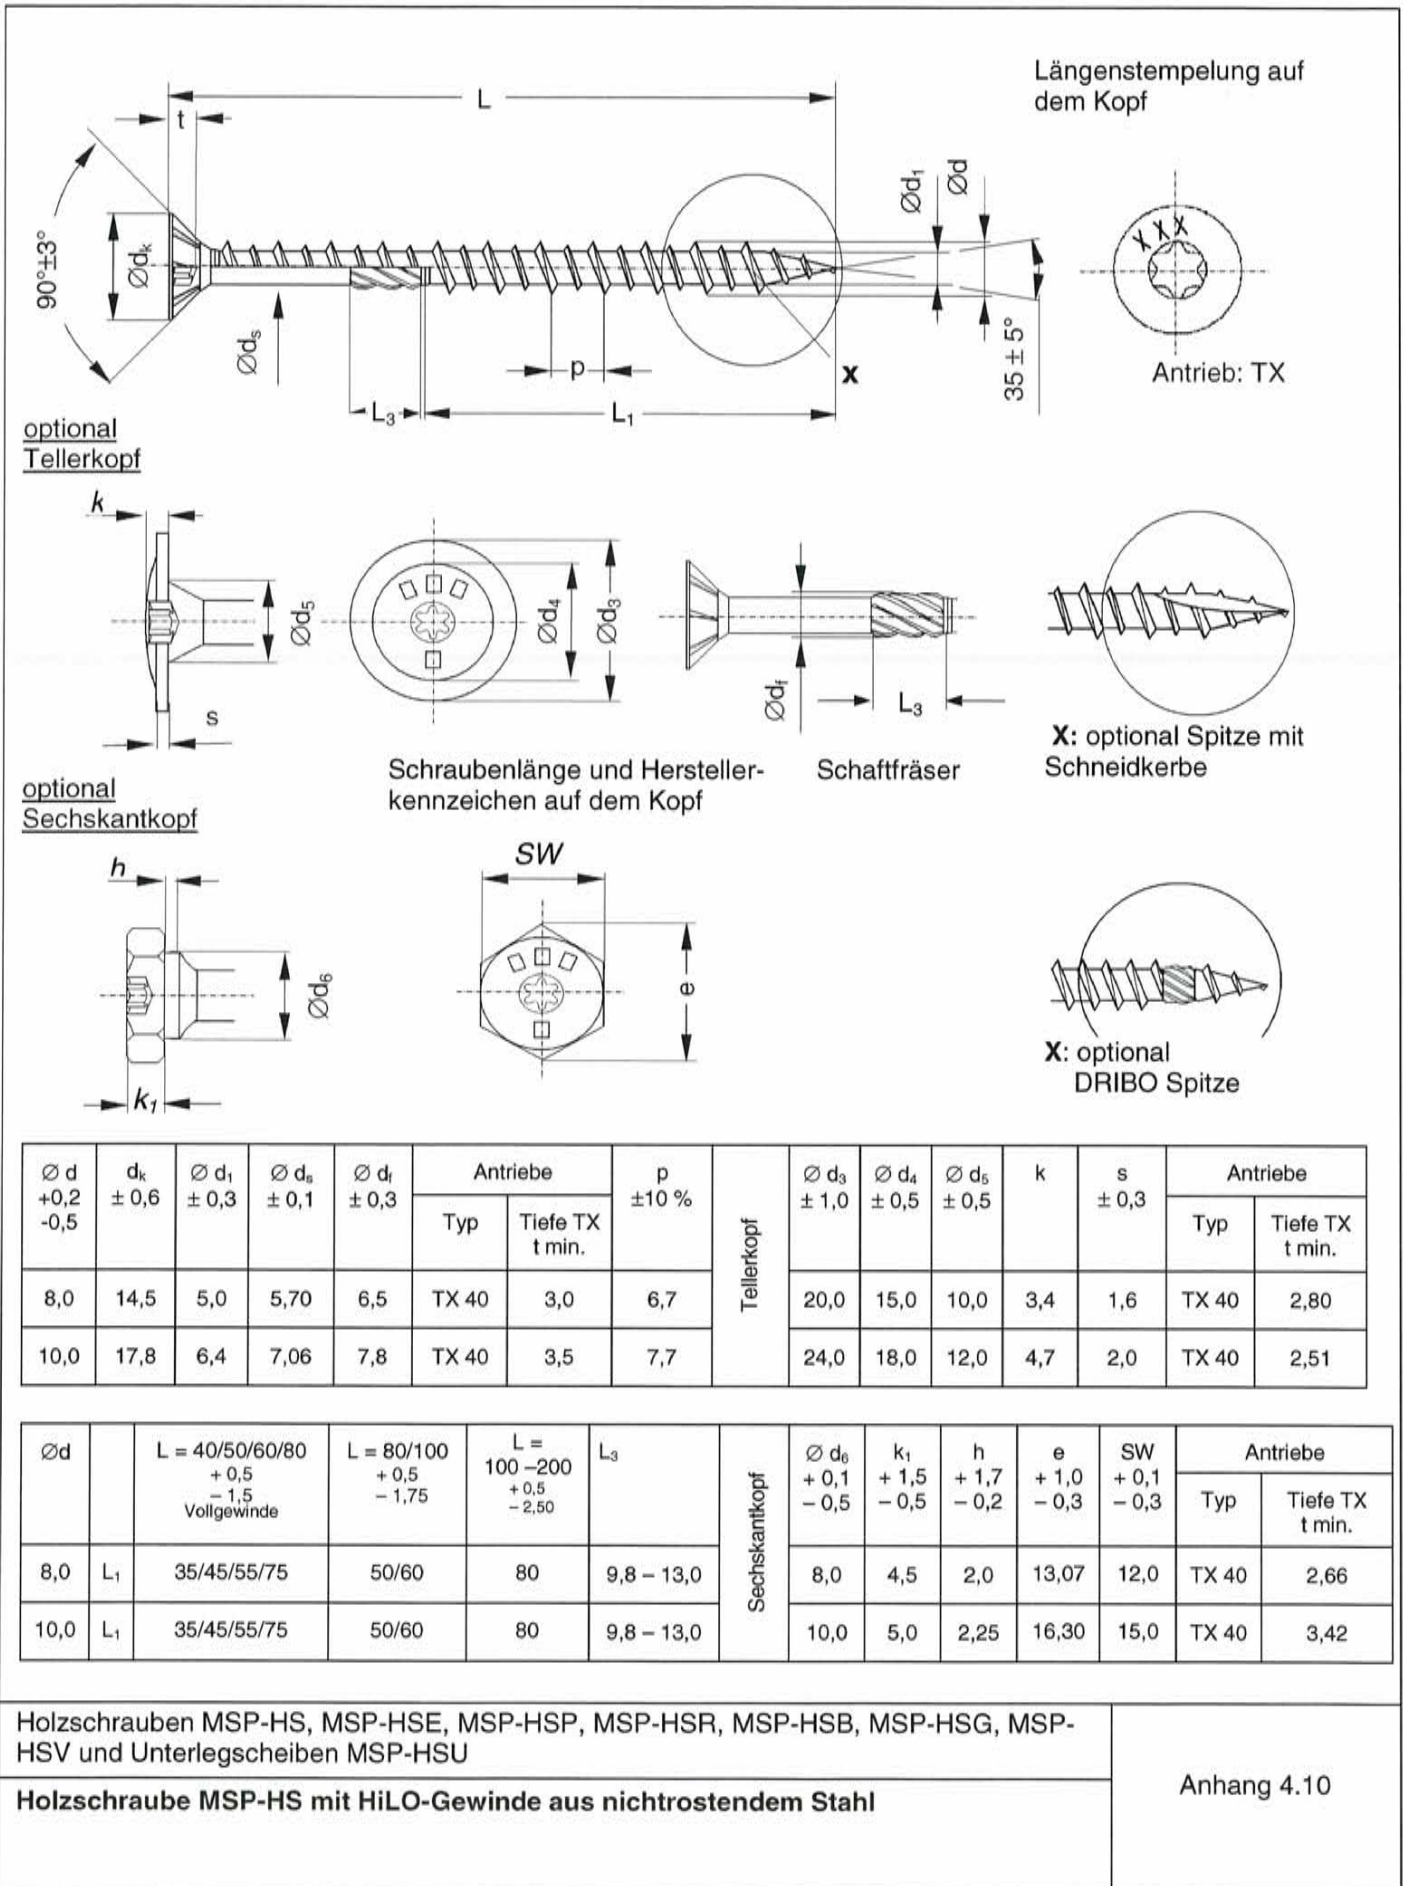 Längenstempelung auf
dem Kopf
L
t
90°±3°
Ødk
Øds
Ød1
Ød
35 ± 5°
X X X
p
x
L3
L1
Antrieb: TX
optional
Tellerkopf
k
Ød5
Ød4
Ød3
Ødf
L3
s
X: optional Spitze mit
Schneidkerbe
Schraubenlänge und Hersteller-
kennzeichen auf dem Kopf
Schaftfräser
optional
Sechskantkopf
h
SW
Ød6
e
k1
X: optional
DRIBO Spitze
Ø d +0,2 -0,5 dk ± 0,6 Ø d1 ± 0,3 Ø ds ± 0,1 Ø df ± 0,3 Antriebe Typ Tiefe TX t min. p ±10 % Tellerkopf Ø d3 ± 1,0 Ø d4 ± 0,5 Ø d5 ± 0,5 k s ± 0,3 Antriebe Typ Tiefe TX t min.
8,0 14,5 5,0 5,70 6,5 TX 40 3,0 6,7 20,0 15,0 10,0 3,4 1,6 TX 40 2,80
10,0 17,8 6,4 7,06 7,8 TX 40 3,5 7,7 24,0 18,0 12,0 4,7 2,0 TX 40 2,51
Ød L = 40/50/60/80 + 0,5 – 1,5 Vollgewinde L = 80/100 + 0,5 – 1,75 L = 100 –200 + 0,5 – 2,50 L3 Sechskantkopf Ø d6 + 0,1 – 0,5 k1 + 1,5 – 0,5 h + 1,7 – 0,2 e + 1,0 – 0,3 SW + 0,1 – 0,3 Antriebe Typ Tiefe TX t min.
8,0 L1 35/45/55/75 50/60 80 9,8 – 13,0 8,0 4,5 2,0 13,07 12,0 TX 40 2,66
10,0 L1 35/45/55/75 50/60 80 9,8 – 13,0 10,0 5,0 2,25 16,30 15,0 TX 40 3,42
Holzschrauben MSP-HS, MSP-HSE, MSP-HSP, MSP-HSR, MSP-HSB, MSP-HSG, MSP-
HSV und Unterlegscheiben MSP-HSU
Holzschraube MSP-HS mit HiLO-Gewinde aus nichtrostendem Stahl
Anhang 4.10